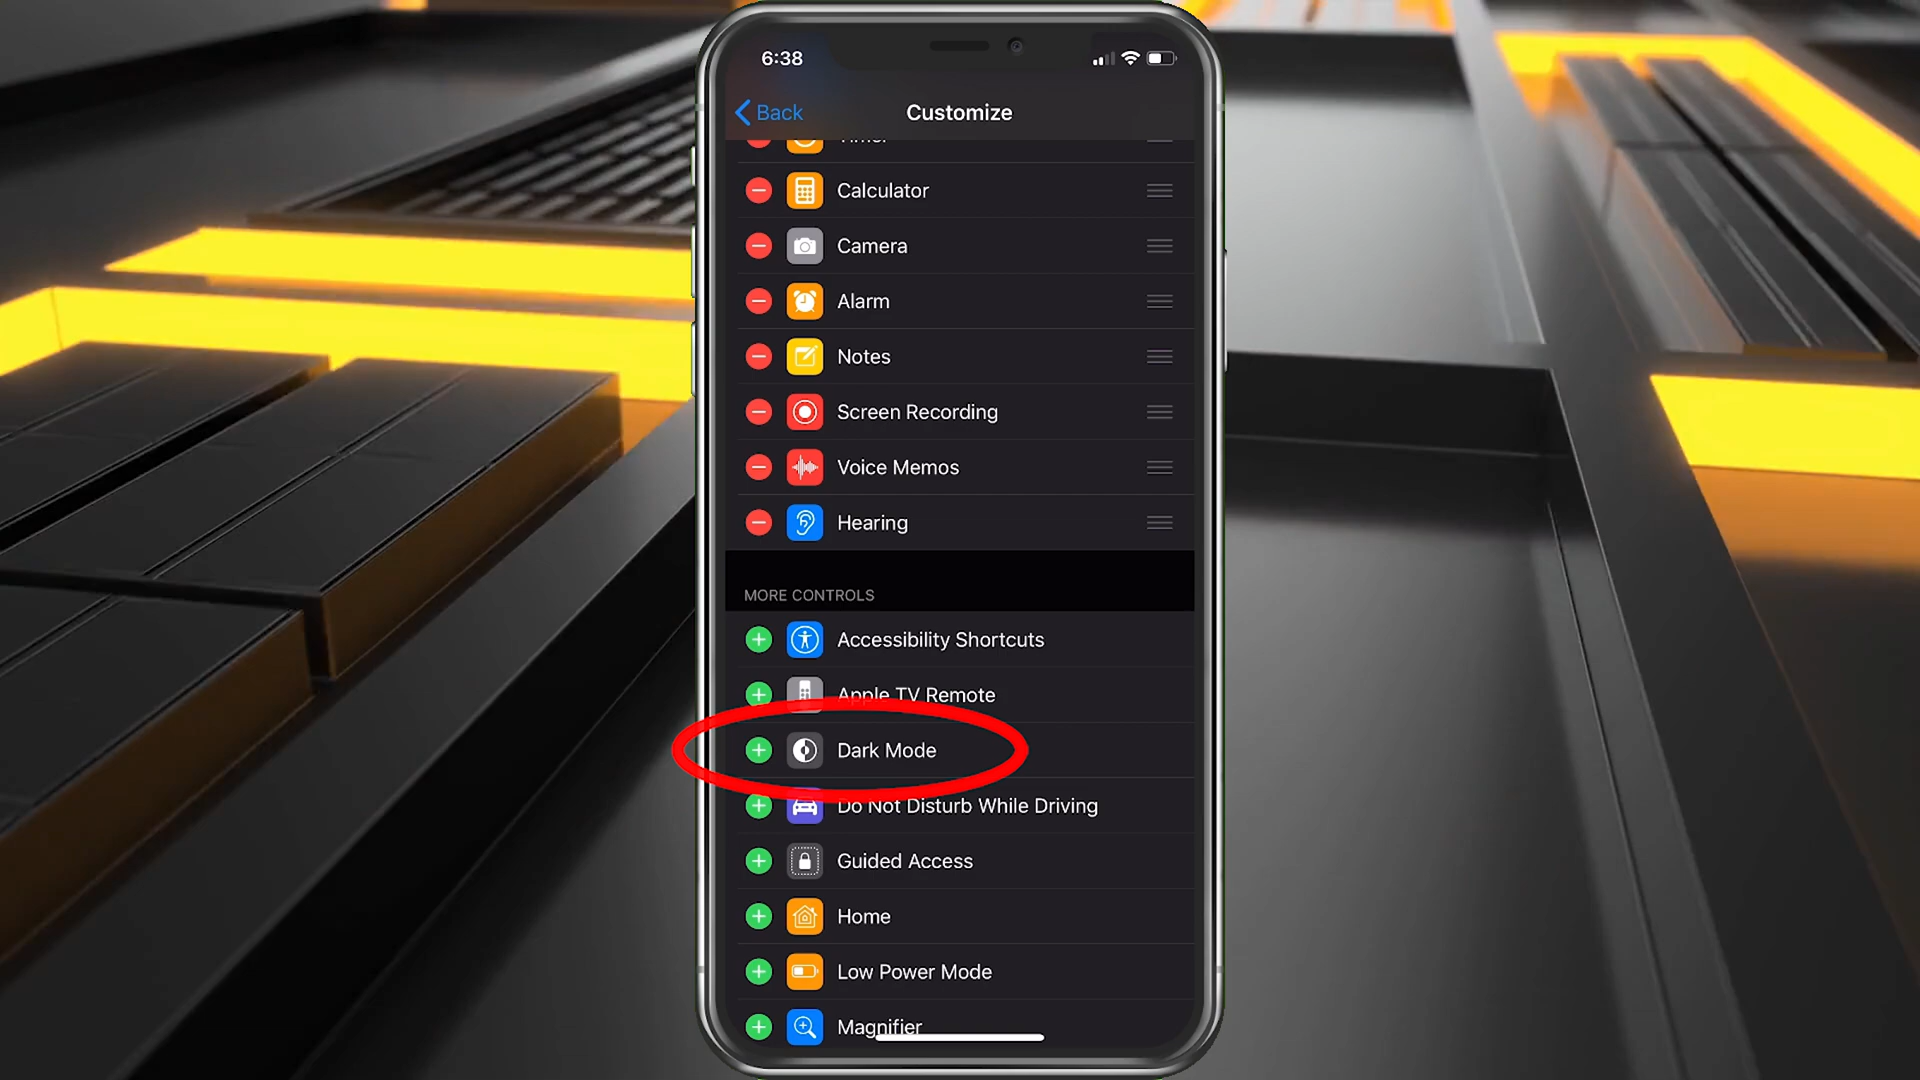 6:38
Back
Customize
Timer
Calculator
Camera
Alarm
Notes
Screen Recording
Voice Memos
Hearing
MORE CONTROLS
Accessibility Shortcuts
Apple TV Remote
Dark Mode
Do Not Disturb While Driving
Guided Access
Home
Low Power Mode
Magnifier